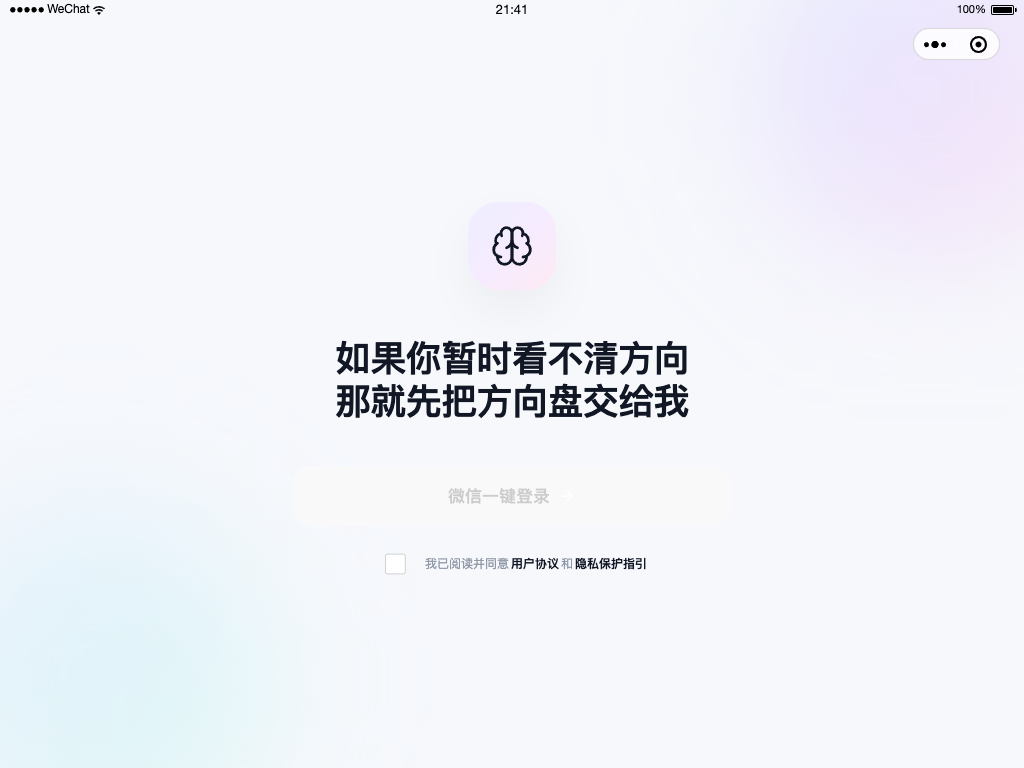 WeChat
21:41
100%
如果你暂时看不清方向
那就先把方向盘交给我
微信一键登录
我已阅读并同意 用户协议 和 隐私保护指引